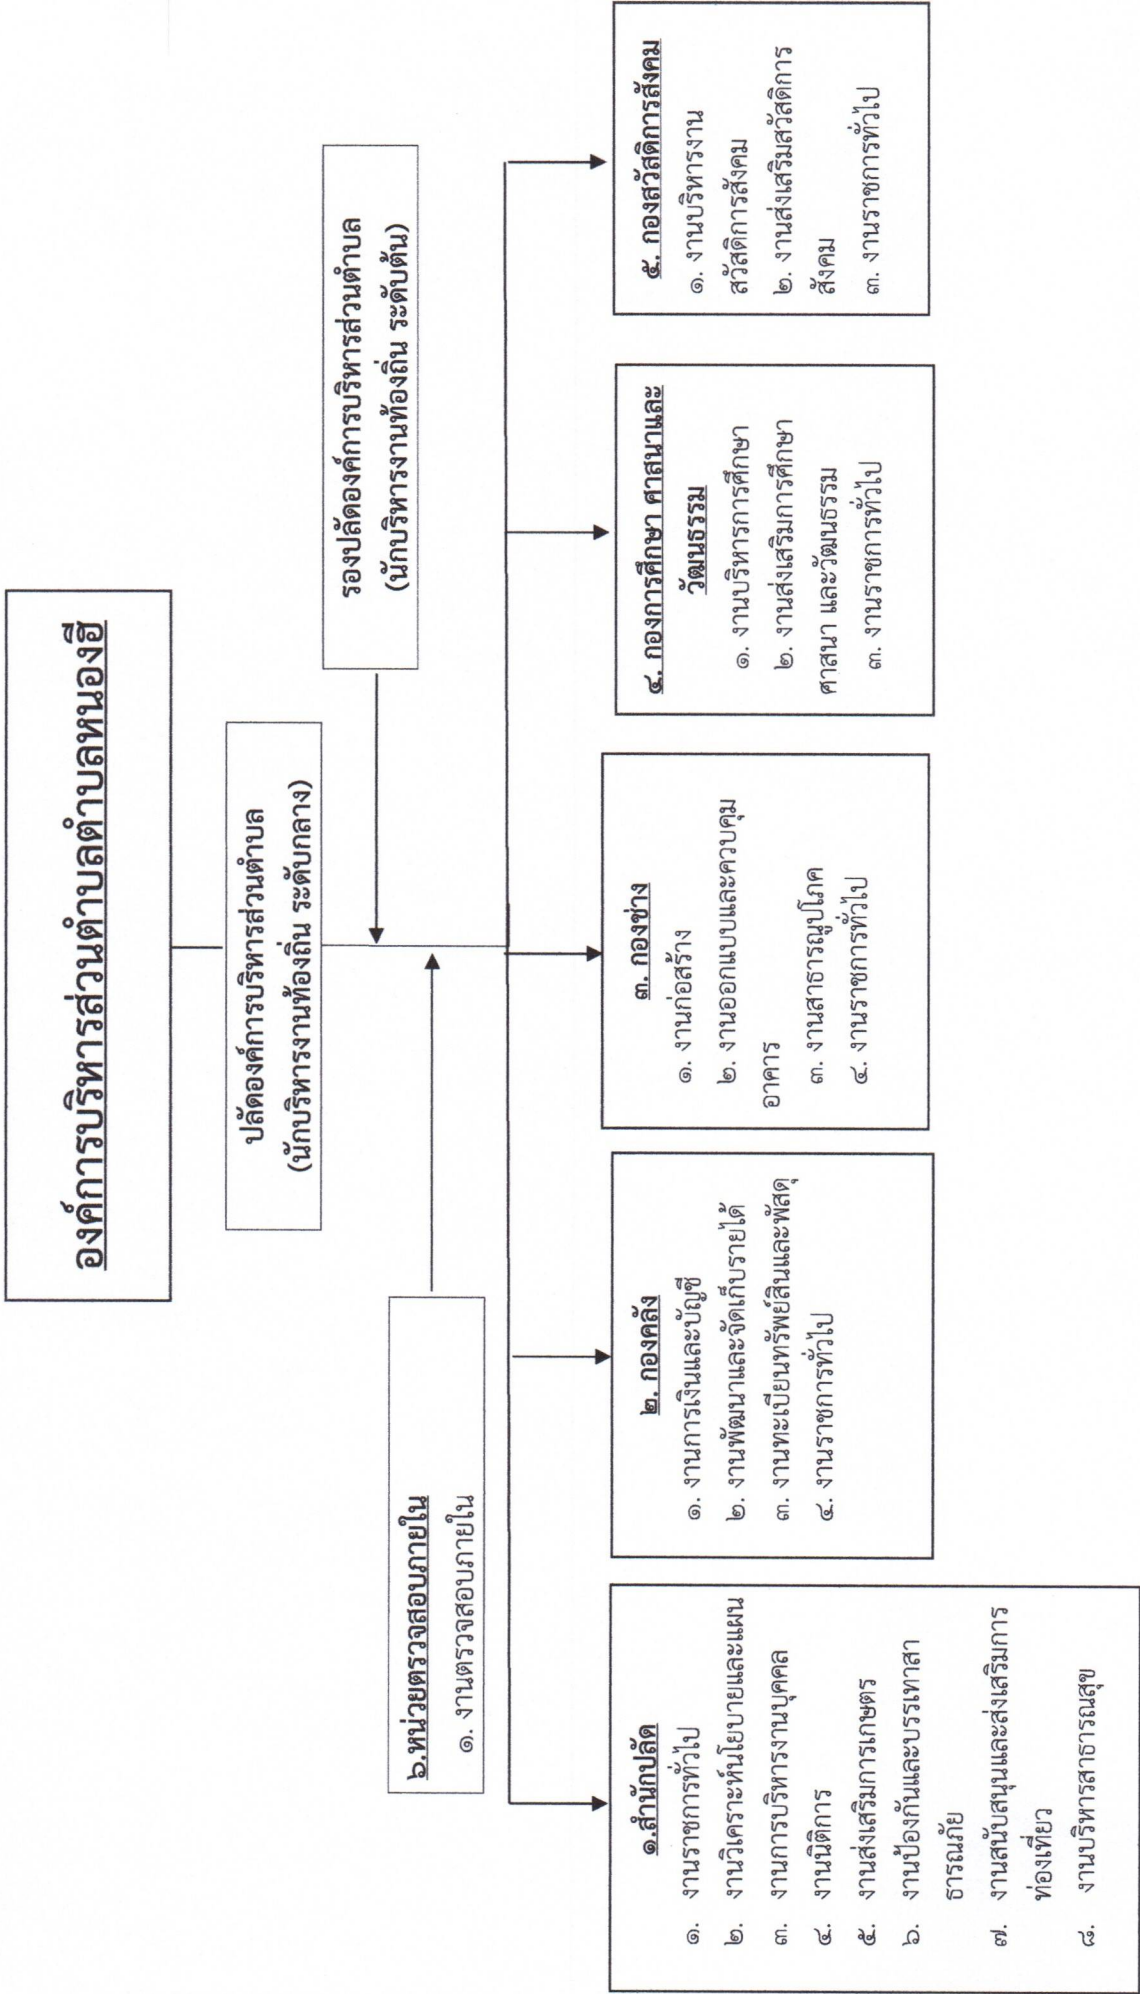 องค์การบริหารส่วนตำบลตำบลหนองฮี
ปลัดองค์การบริหารส่วนตำบล
(นักบริหารงานท้องถิ่น ระดับกลาง)
รองปลัดองค์การบริหารส่วนตำบล
(นักบริหารงานท้องถิ่น ระดับต้น)
๖.หน่วยตรวจสอบภายใน
๑. งานตรวจสอบภายใน
๑.สำนักปลัด
๑. งานราชการทั่วไป
๒. งานวิเคราะห์นโยบายและแผน
๓. งานการบริหารงานบุคคล
๔. งานนิติการ
๕. งานส่งเสริมการเกษตร
๖. งานป้องกันและบรรเทาสา
ธารณภัย
๗. งานสนับสนุนและส่งเสริมการ
ท่องเที่ยว
๘. งานบริหารสาธารณสุข
๒. กองคลัง
๑. งานการเงินและบัญชี
๒. งานพัฒนาและจัดเก็บรายได้
๓. งานทะเบียนทรัพย์สินและพัสดุ
๔. งานราชการทั่วไป
๓. กองช่าง
๑. งานก่อสร้าง
๒. งานออกแบบและควบคุม
อาคาร
๓. งานสาธารณูปโภค
๔. งานราชการทั่วไป
๔. กองการศึกษา ศาสนาและ
วัฒนธรรม
๑. งานบริหารการศึกษา
๒. งานส่งเสริมการศึกษา
ศาสนา และวัฒนธรรม
๓. งานราชการทั่วไป
๕. กองสวัสดิการสังคม
๑. งานบริหารงาน
สวัสดิการสังคม
๒. งานส่งเสริมสวัสดิการ
สังคม
๓. งานราชการทั่วไป